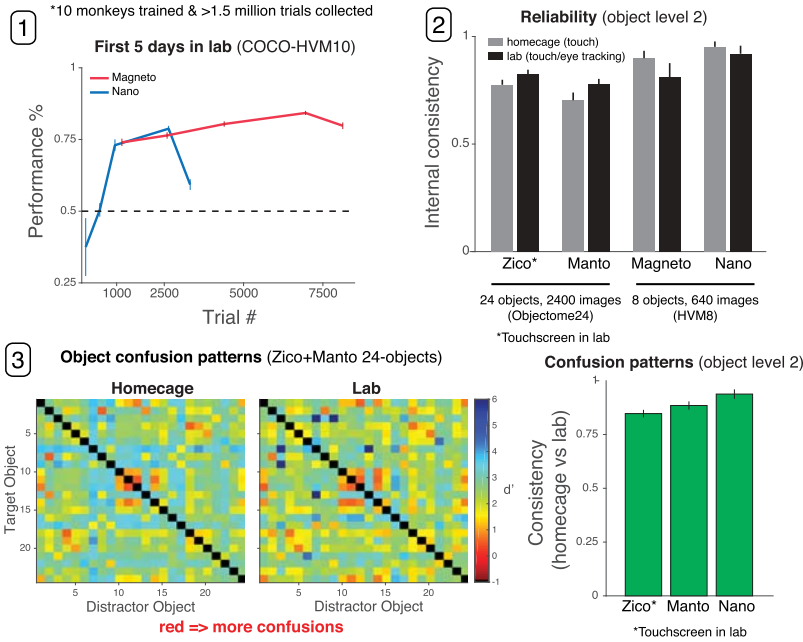 *10 monkeys trained & >1.5 million trials collected
1
First 5 days in lab (COCO-HVM10)
Magneto
Nano
Performance %
1
0.75
0.5
0.25
1000
2500
5000
7500
Trial #
2
Reliability (object level 2)
homecage (touch)
lab (touch/eye tracking)
Internal consistency
1
0.5
0
Zico*
Manto
Magneto
Nano
24 objects, 2400 images
(Objectome24)
8 objects, 640 images
(HVM8)
*Touchscreen in lab
3
Object confusion patterns (Zico+Manto 24-objects)
Homecage
Lab
Target Object
5
10
15
20
5
10
15
20
Distractor Object
5
10
15
20
Distractor Object
6
5
4
3
2
1
0
-1
d'
red => more confusions
Confusion patterns (object level 2)
Consistency
(homecage vs lab)
1
0.75
0.5
0.25
0
Zico*
Manto
Nano
*Touchscreen in lab